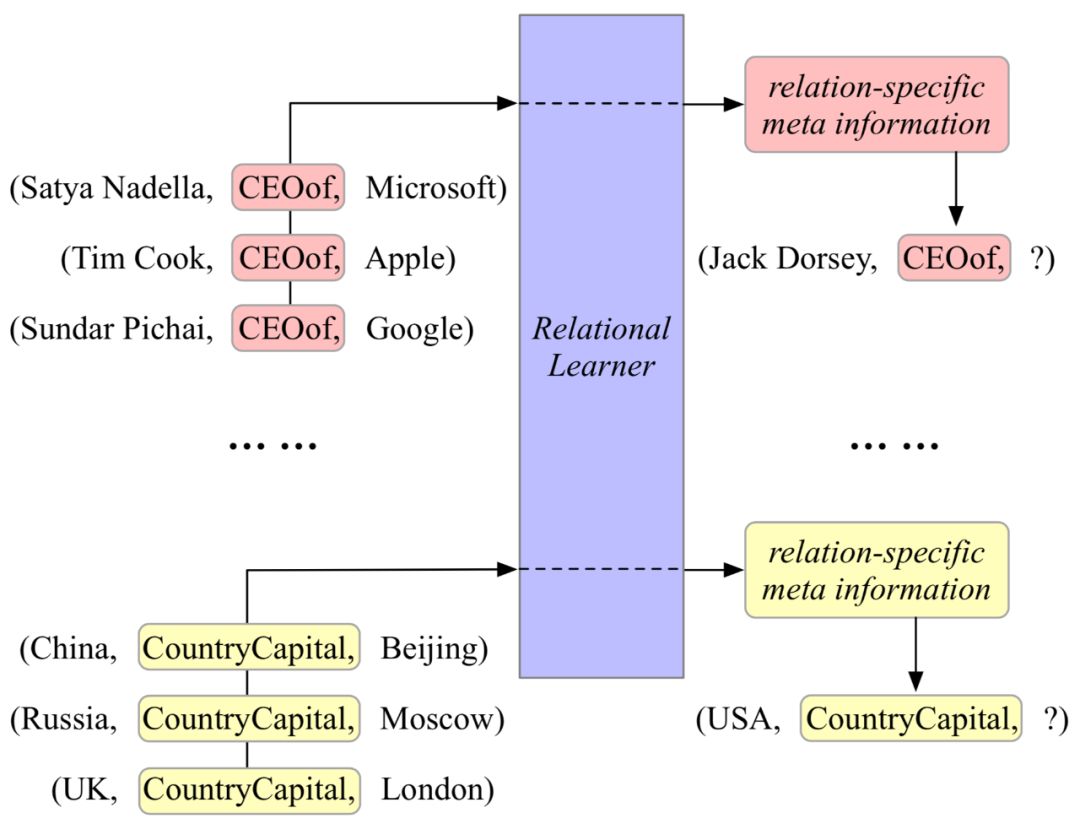 relation-specific
meta information
(Satya Nadella, CEOof, Microsoft)
(Tim Cook, CEOof, Apple)
(Jack Dorsey, CEOof, ?)
(Sundar Pichai, CEOof, Google)
Relational
Learner
... ...
... ...
relation-specific
meta information
(China, CountryCapital, Beijing)
(Russia, CountryCapital, Moscow)
(USA, CountryCapital, ?)
(UK, CountryCapital, London)